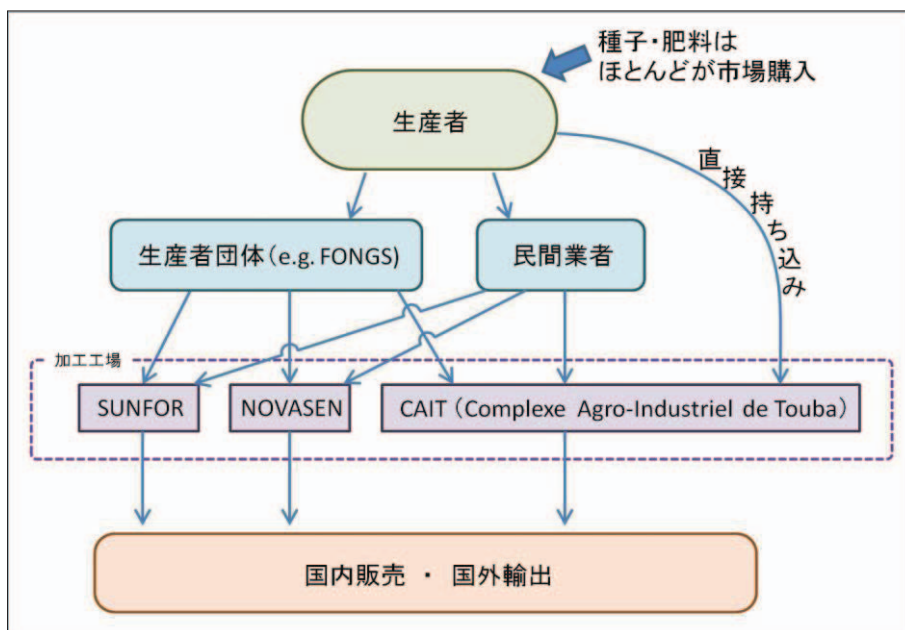 種子・肥料は
ほとんどが市場購入
生産者
直接持ち込み
生産者団体(e.g. FONGS)
民間業者
加工工場
SUNFOR
NOVASEN
CAIT(Complexe Agro-Industriel de Touba)
国内販売 ・ 国外輸出